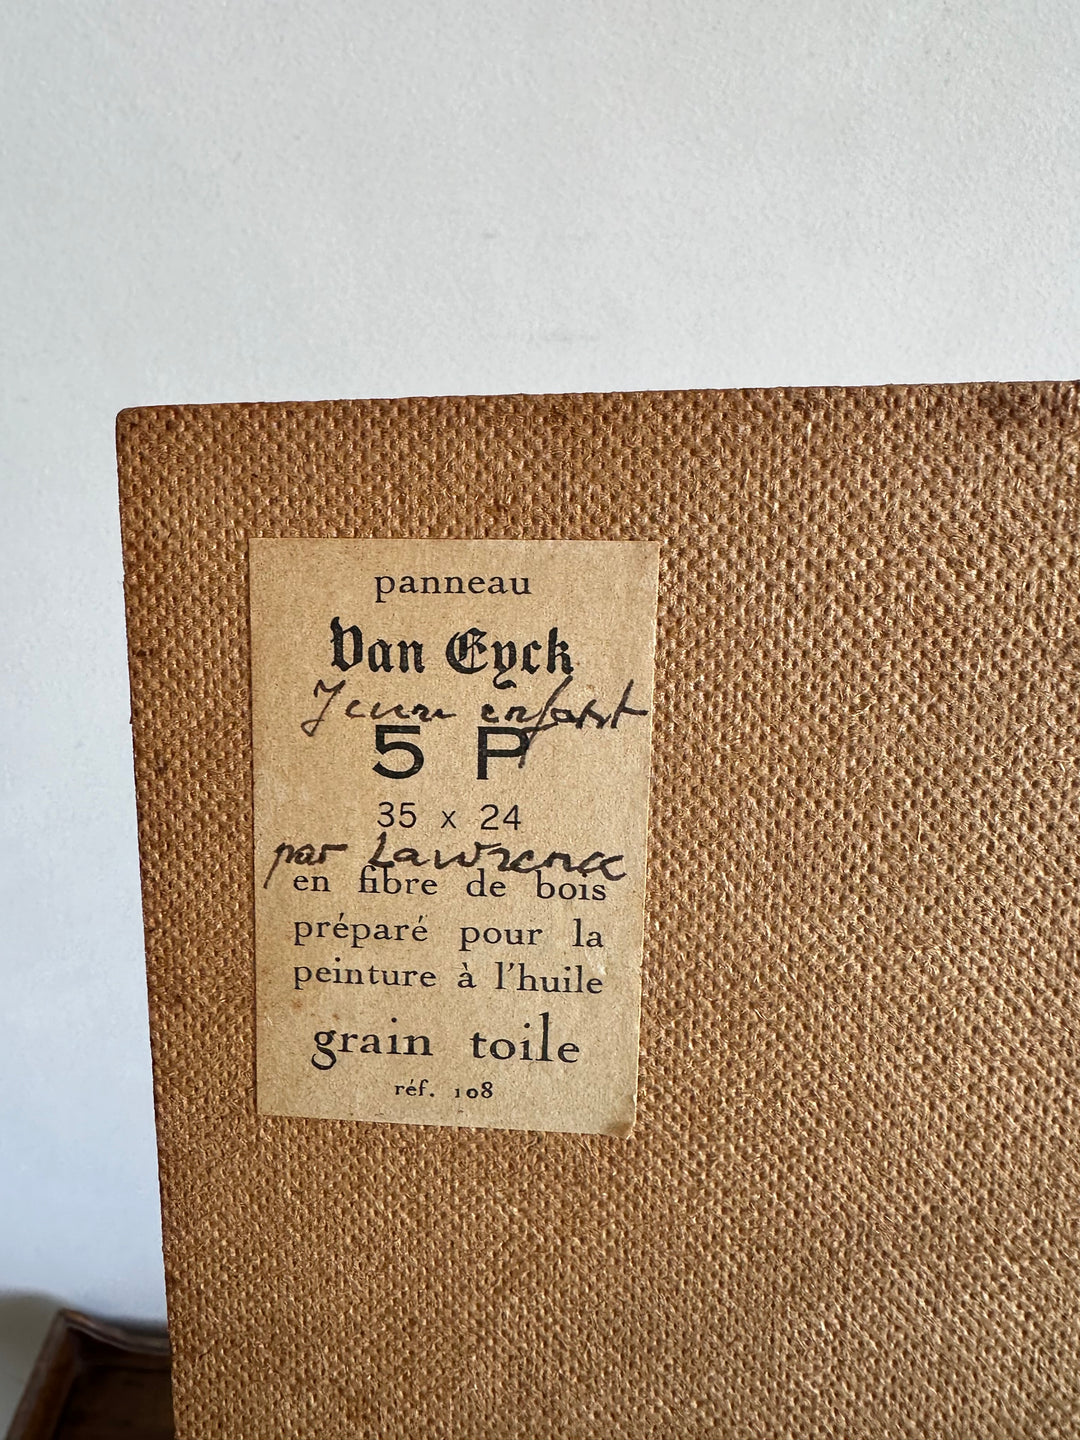 panneau
Van Eyck
Jeune enfant
5 P
35 x 24
par Lawrence
en fibre de bois
préparé pour la
peinture à l'huile
grain toile
réf. 108